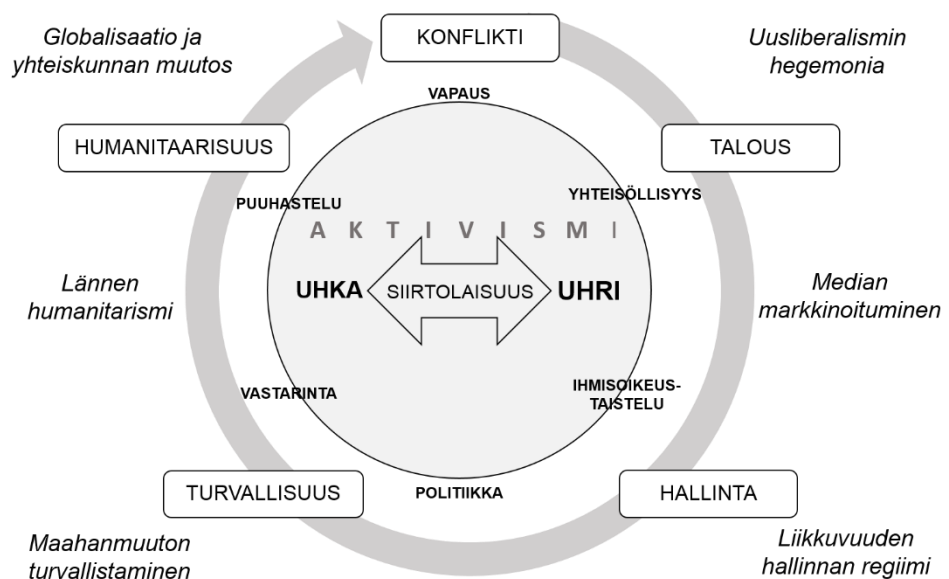 Globalisaatio ja
yhteiskunnan muutos
KONFLIKTI
Uusliberalismin
hegemonia
VAPAUS
HUMANITAARISUUS
TALOUS
PUUHASTELU
YHTEISÖLLISYYS
A K T I V I S M I
Lännen
humanitarismi
UHKA SIIRTOLAISUUS UHRI
Median
markkinoituminen
VASTARINTA
IHMISOIKEUS-
TAISTELU
TURVALLISUUS
POLITIIKKA
HALLINTA
Maahanmuuton
turvallistaminen
Liikkuvuuden
hallinnan regiimi